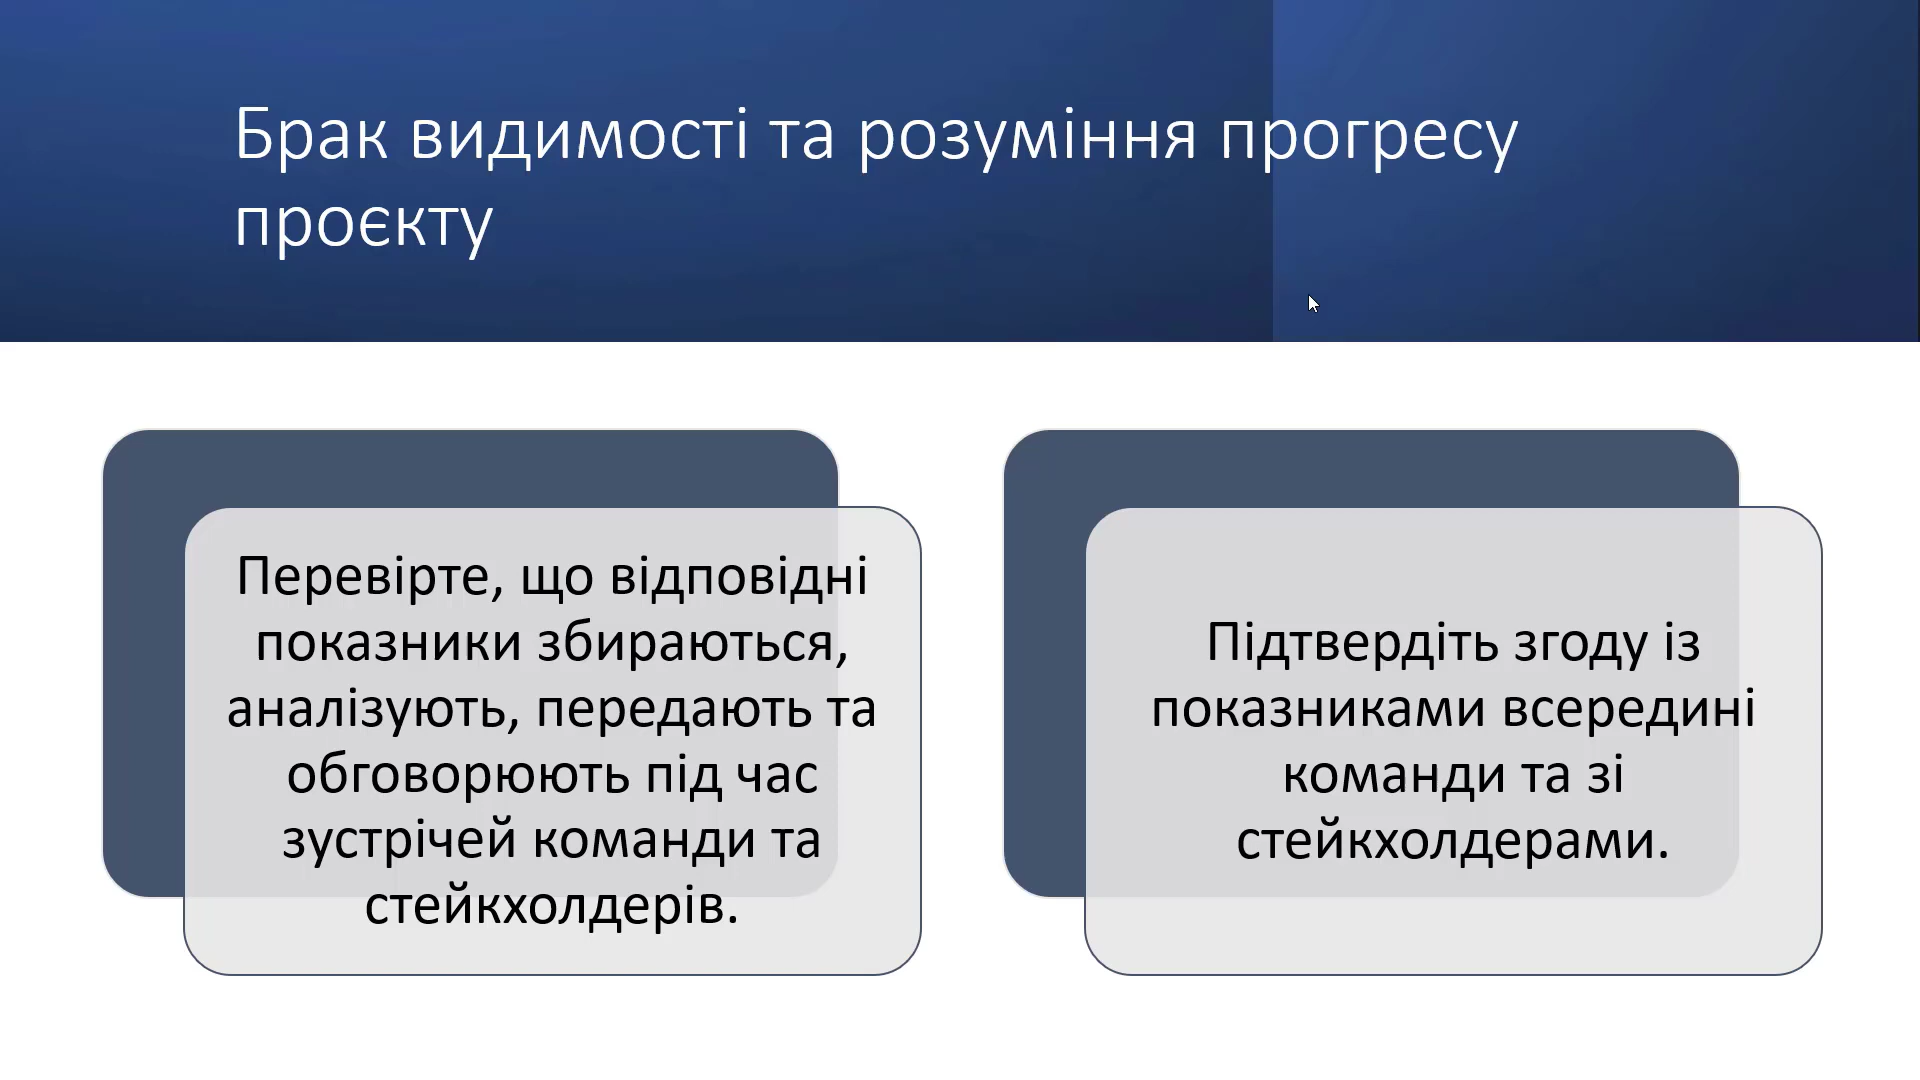 Брак видимості та розуміння прогресу
проєкту
Перевірте, що відповідні
показники збираються,
аналізують, передають та
обговорюють під час
зустрічей команди та
стейкхолдерів.
Підтвердіть згоду із
показниками всередині
команди та зі
стейкхолдерами.